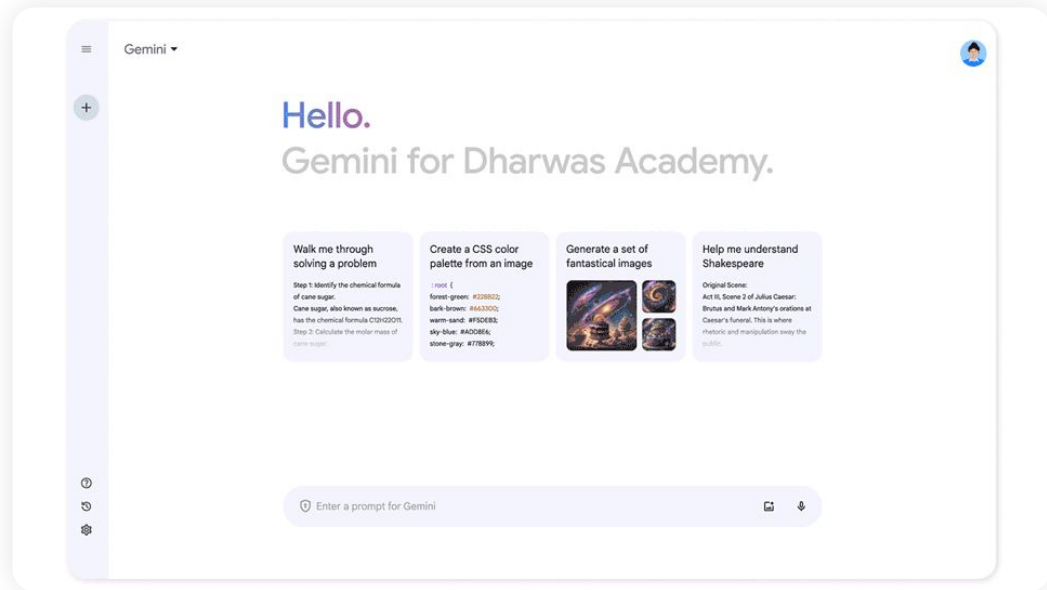 Gemini
Hello.
Gemini for Dharwas Academy.
Walk me through
solving a problem
Step 1: Identify the chemical formula
of cane sugar.
Cane sugar, also known as sucrose,
has the chemical formula C12H22O11.
Step 2: Calculate the molar mass of
cane sugar.
Create a CSS color
palette from an image
:root {
forest-green: #228B22;
bark-brown: #663300;
warm-sand: #F5DEB3;
sky-blue: #ADD8E6;
stone-gray: #778899;
Generate a set of
fantastical images
Help me understand
Shakespeare
Original Scene:
Act III, Scene 2 of Julius Caesar:
Brutus and Mark Antony's orations at
Caesar's funeral. This is where
rhetoric and manipulation sway the
public.
Enter a prompt for Gemini